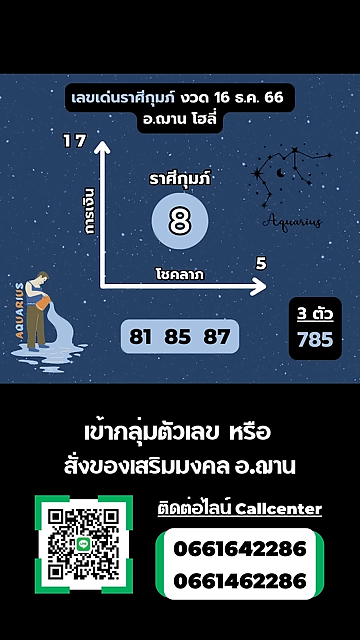 เลขเด่นราศีกุมภ์ งวด 16 ธ.ค. 66
อ.ฌาน โฮลี่
1 7
การเงิน
ราศีกุมภ์
8
Aquarius
โชคลาภ
5
AQUARIUS
81 85 87
3 ตัว
785
เข้ากลุ่มตัวเลข หรือ
สั่งของเสริมมงคล อ.ฌาน
ติดต่อไลน์ Callcenter
0661642286
0661462286